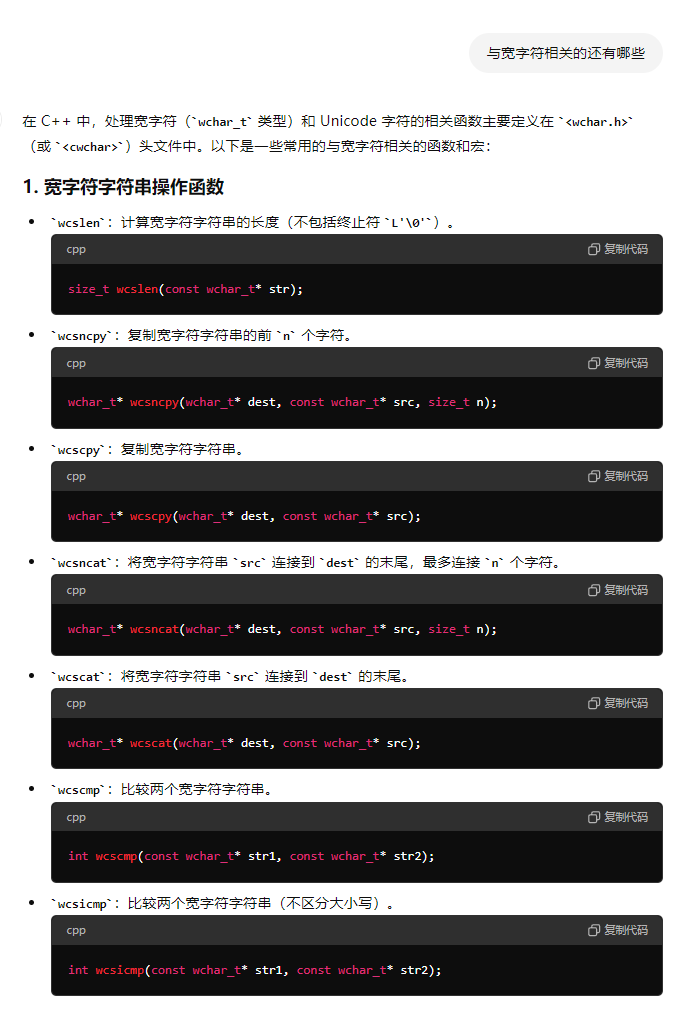 与宽字符相关的还有哪些
在 C++ 中，处理宽字符（`wchar_t` 类型）和 Unicode 字符的相关函数主要定义在 `<wchar.h>`
（或 `<cwchar>`）头文件中。以下是一些常用的与宽字符相关的函数和宏：
1. 宽字符字符串操作函数
• `wcslen`：计算宽字符字符串的长度（不包括终止符 `L'\0'`）。
cpp 复制代码
size_t wcslen(const wchar_t* str);
• `wcsncpy`：复制宽字符字符串的前 `n` 个字符。
cpp 复制代码
wchar_t* wcsncpy(wchar_t* dest, const wchar_t* src, size_t n);
• `wcscpy`：复制宽字符字符串。
cpp 复制代码
wchar_t* wcscpy(wchar_t* dest, const wchar_t* src);
• `wcsncat`：将宽字符字符串 `src` 连接到 `dest` 的末尾，最多连接 `n` 个字符。
cpp 复制代码
wchar_t* wcsncat(wchar_t* dest, const wchar_t* src, size_t n);
• `wcscat`：将宽字符字符串 `src` 连接到 `dest` 的末尾。
cpp 复制代码
wchar_t* wcscat(wchar_t* dest, const wchar_t* src);
• `wcscmp`：比较两个宽字符字符串。
cpp 复制代码
int wcscmp(const wchar_t* str1, const wchar_t* str2);
• `wcsicmp`：比较两个宽字符字符串（不区分大小写）。
cpp 复制代码
int wcsicmp(const wchar_t* str1, const wchar_t* str2);